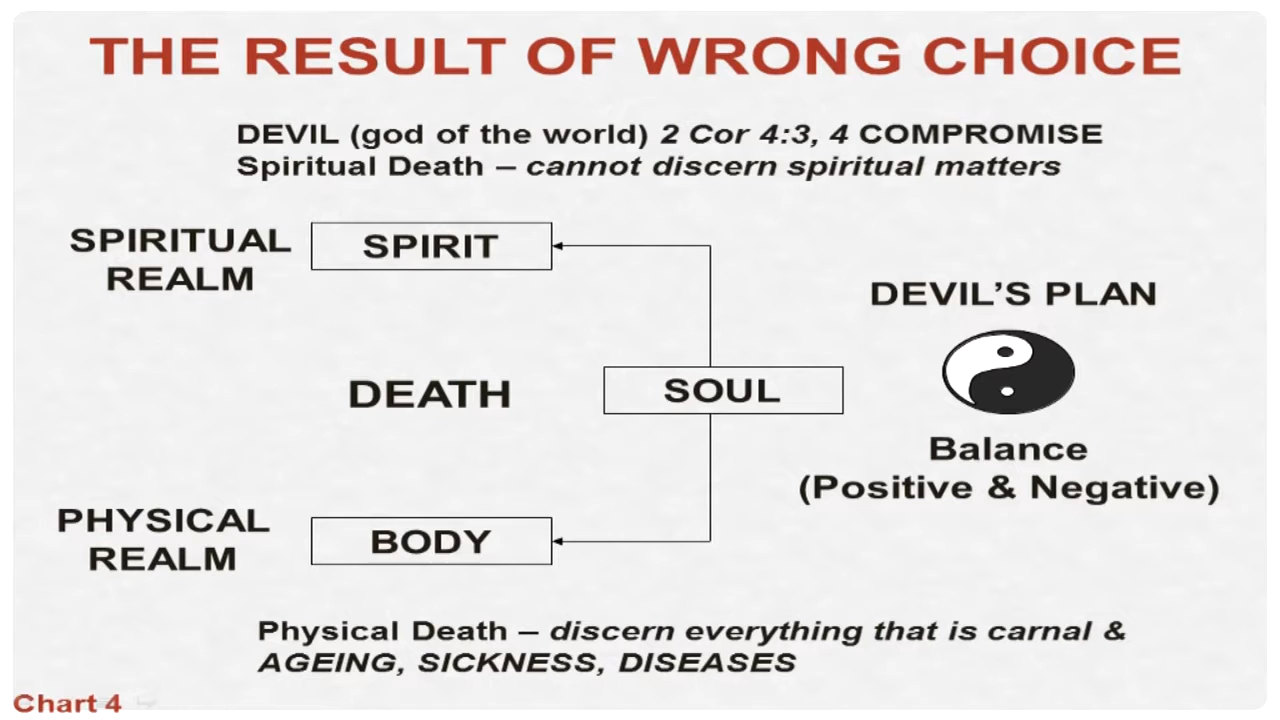 THE RESULT OF WRONG CHOICE
DEVIL (god of the world) 2 Cor 4:3, 4 COMPROMISE
Spiritual Death – cannot discern spiritual matters
SPIRITUAL
REALM
SPIRIT
DEVIL’S PLAN
DEATH
SOUL
Balance
(Positive & Negative)
PHYSICAL
REALM
BODY
Physical Death – discern everything that is carnal &
AGEING, SICKNESS, DISEASES
Chart 4